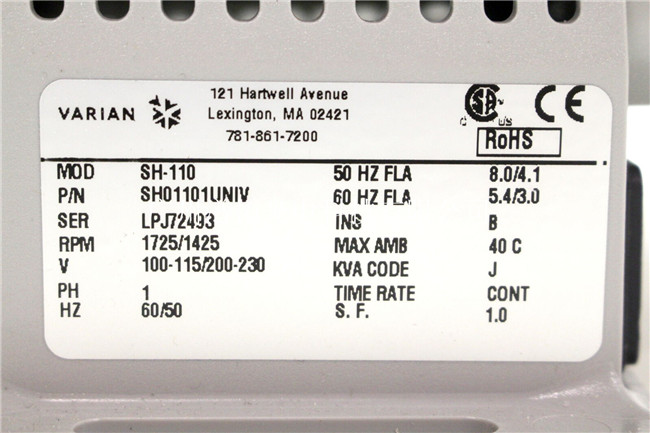 VARIAN
121 Hartwell Avenue
Lexington, MA 02421
781-861-7200
CSA
C US
CE
RoHS
MOD SH-110 50 HZ FLA 8.0/4.1
P/N SH01101UNIV 60 HZ FLA 5.4/3.0
SER LPJ72493 INS B
RPM 1725/1425 MAX AMB 40 C
V 100-115/200-230 KVA CODE J
PH 1 TIME RATE CONT
HZ 60/50 S. F. 1.0